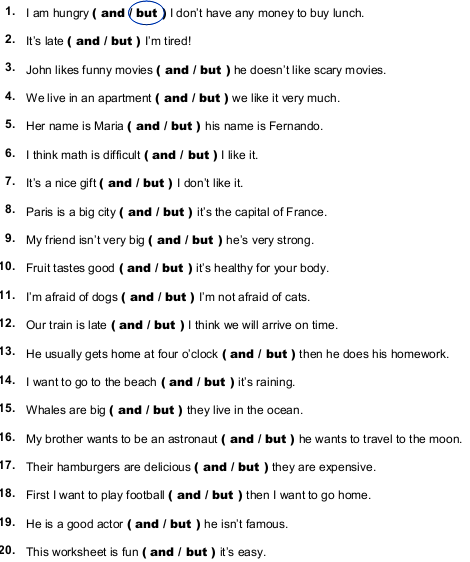 1. I am hungry ( and / but ) I don't have any money to buy lunch.
2. It's late ( and / but ) I'm tired!
3. John likes funny movies ( and / but ) he doesn't like scary movies.
4. We live in an apartment ( and / but ) we like it very much.
5. Her name is Maria ( and / but ) his name is Fernando.
6. I think math is difficult ( and / but ) I like it.
7. It's a nice gift ( and / but ) I don't like it.
8. Paris is a big city ( and / but ) it's the capital of France.
9. My friend isn't very big ( and / but ) he's very strong.
10. Fruit tastes good ( and / but ) it's healthy for your body.
11. I'm afraid of dogs ( and / but ) I'm not afraid of cats.
12. Our train is late ( and / but ) I think we will arrive on time.
13. He usually gets home at four o'clock ( and / but ) then he does his homework.
14. I want to go to the beach ( and / but ) it's raining.
15. Whales are big ( and / but ) they live in the ocean.
16. My brother wants to be an astronaut ( and / but ) he wants to travel to the moon.
17. Their hamburgers are delicious ( and / but ) they are expensive.
18. First I want to play football ( and / but ) then I want to go home.
19. He is a good actor ( and / but ) he isn't famous.
20. This worksheet is fun ( and / but ) it's easy.